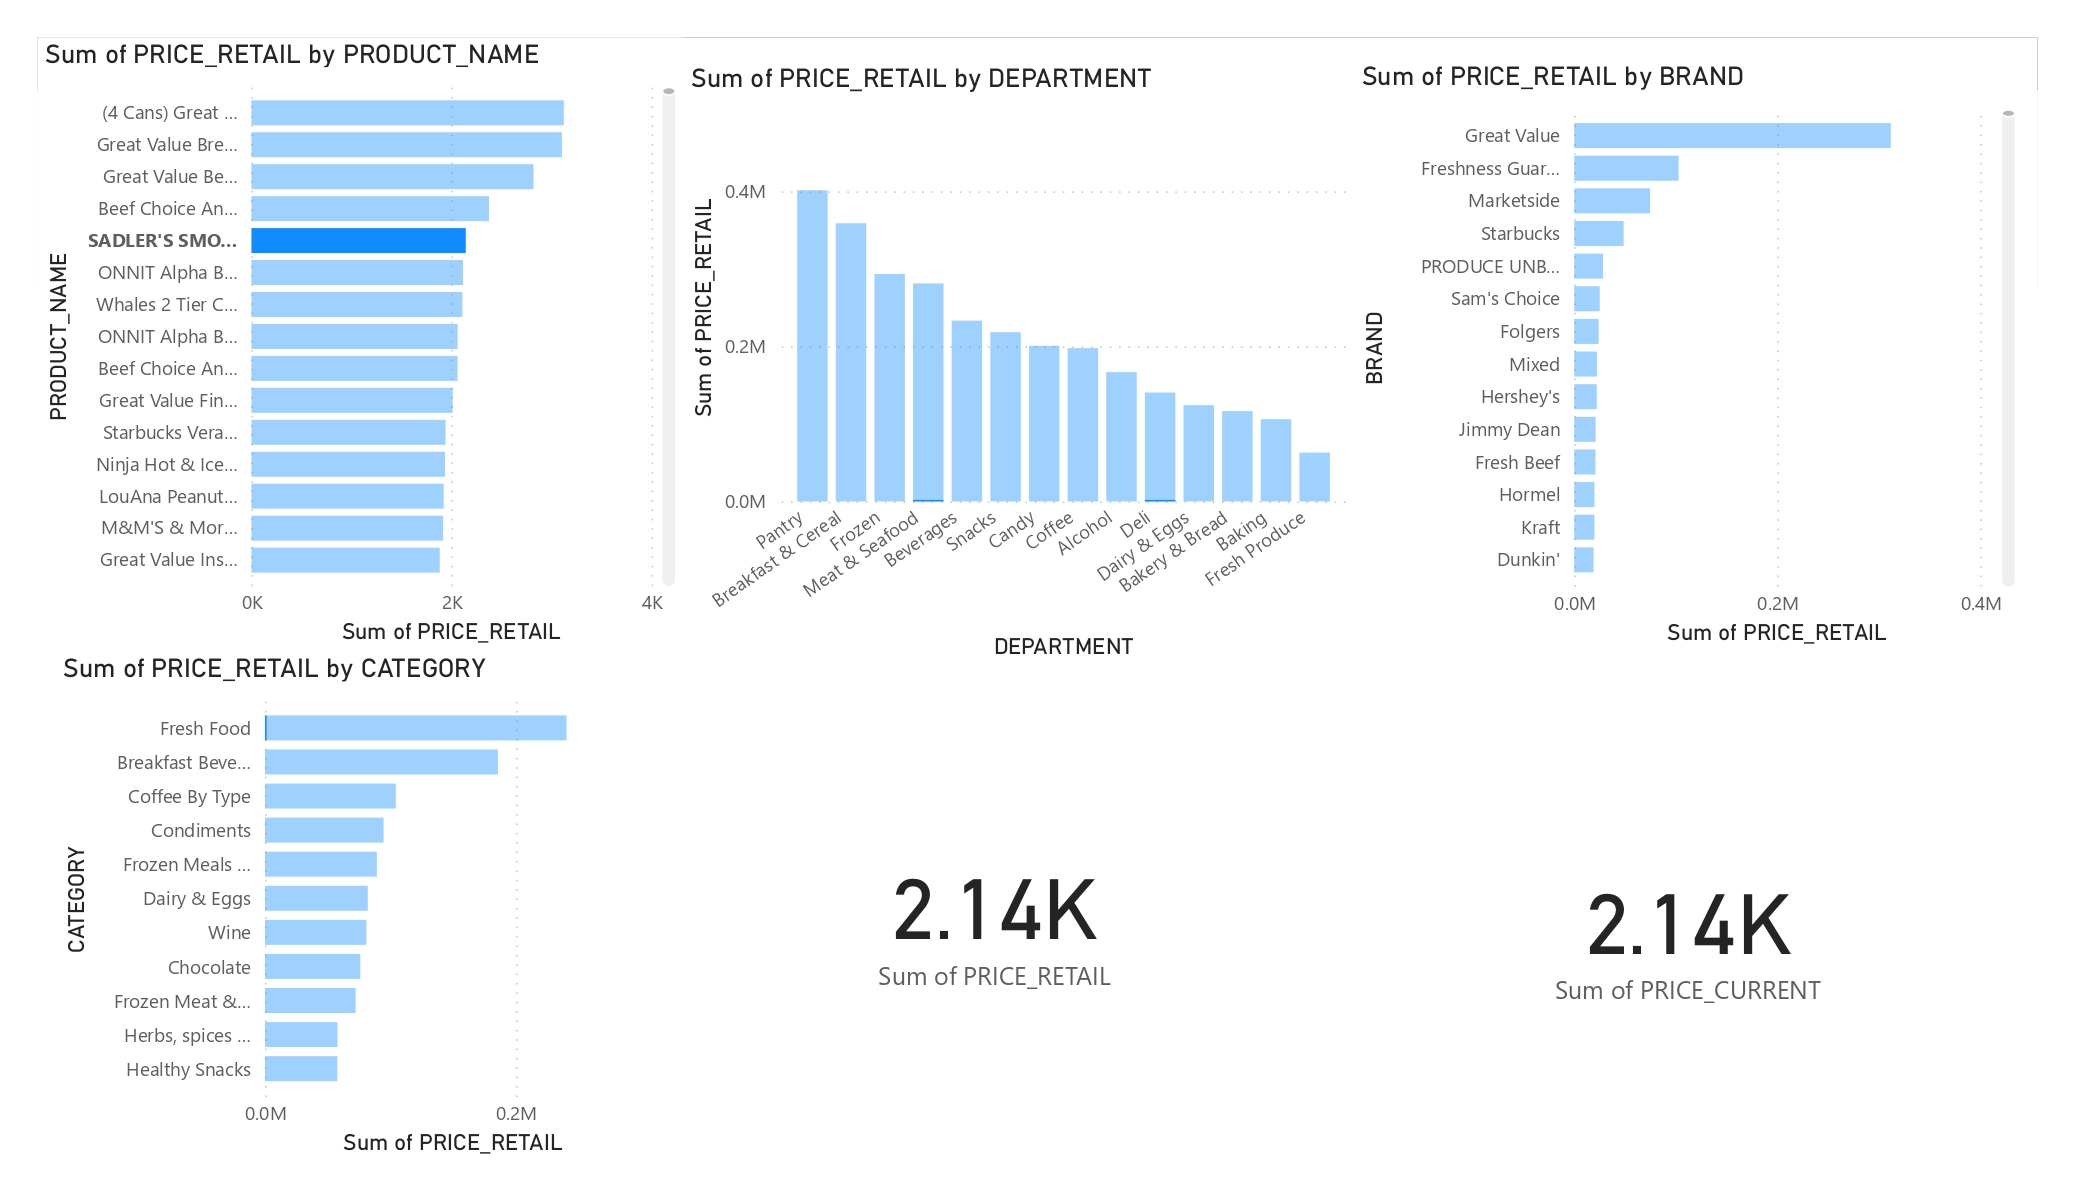 Sum of PRICE_RETAIL by PRODUCT_NAME
PRODUCT_NAME
(4 Cans) Great ...
Great Value Bre...
Great Value Be...
Beef Choice An...
SADLER'S SMO...
ONNIT Alpha B...
Whales 2 Tier C...
ONNIT Alpha B...
Beef Choice An...
Great Value Fin...
Starbucks Vera...
Ninja Hot & Ice...
LouAna Peanut...
M&M'S & Mor...
Great Value Ins...
0K 2K 4K
Sum of PRICE_RETAIL
Sum of PRICE_RETAIL by DEPARTMENT
Sum of PRICE_RETAIL
0.4M
0.2M
0.0M
Pantry
Breakfast & Cereal
Frozen
Meat & Seafood
Beverages
Snacks
Candy
Coffee
Alcohol
Deli
Dairy & Eggs
Bakery & Bread
Baking
Fresh Produce
DEPARTMENT
Sum of PRICE_RETAIL by BRAND
BRAND
Great Value
Freshness Guar...
Marketside
Starbucks
PRODUCE UNB...
Sam's Choice
Folgers
Mixed
Hershey's
Jimmy Dean
Fresh Beef
Hormel
Kraft
Dunkin'
0.0M 0.2M 0.4M
Sum of PRICE_RETAIL
Sum of PRICE_RETAIL by CATEGORY
CATEGORY
Fresh Food
Breakfast Beve...
Coffee By Type
Condiments
Frozen Meals ...
Dairy & Eggs
Wine
Chocolate
Frozen Meat &...
Herbs, spices ...
Healthy Snacks
0.0M 0.2M
Sum of PRICE_RETAIL
2.14K
Sum of PRICE_RETAIL
2.14K
Sum of PRICE_CURRENT